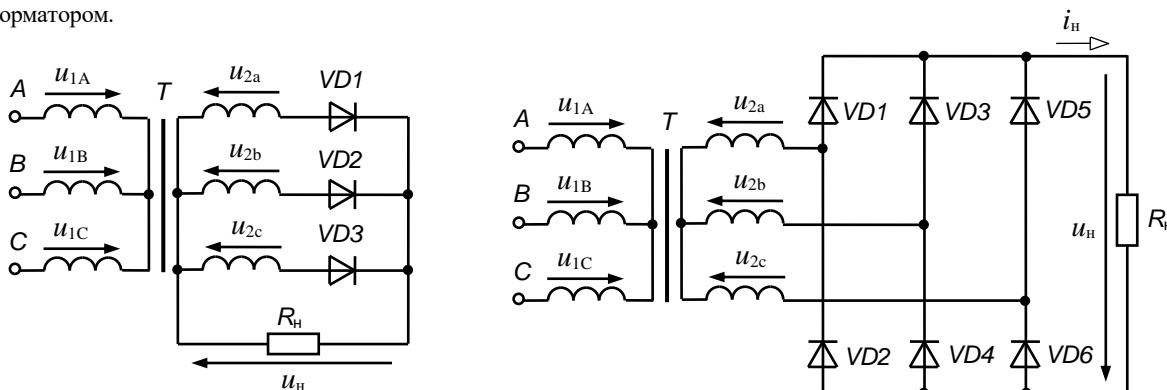 орматором.
A u₁A T u₂a VD1
B u₁B u₂b VD2
C u₁C u₂c VD3
Rн
uн
iн
VD1 VD3 VD5
A u₁A T u₂a
B u₁B u₂b
C u₁C u₂c
uн Rн
VD2 VD4 VD6